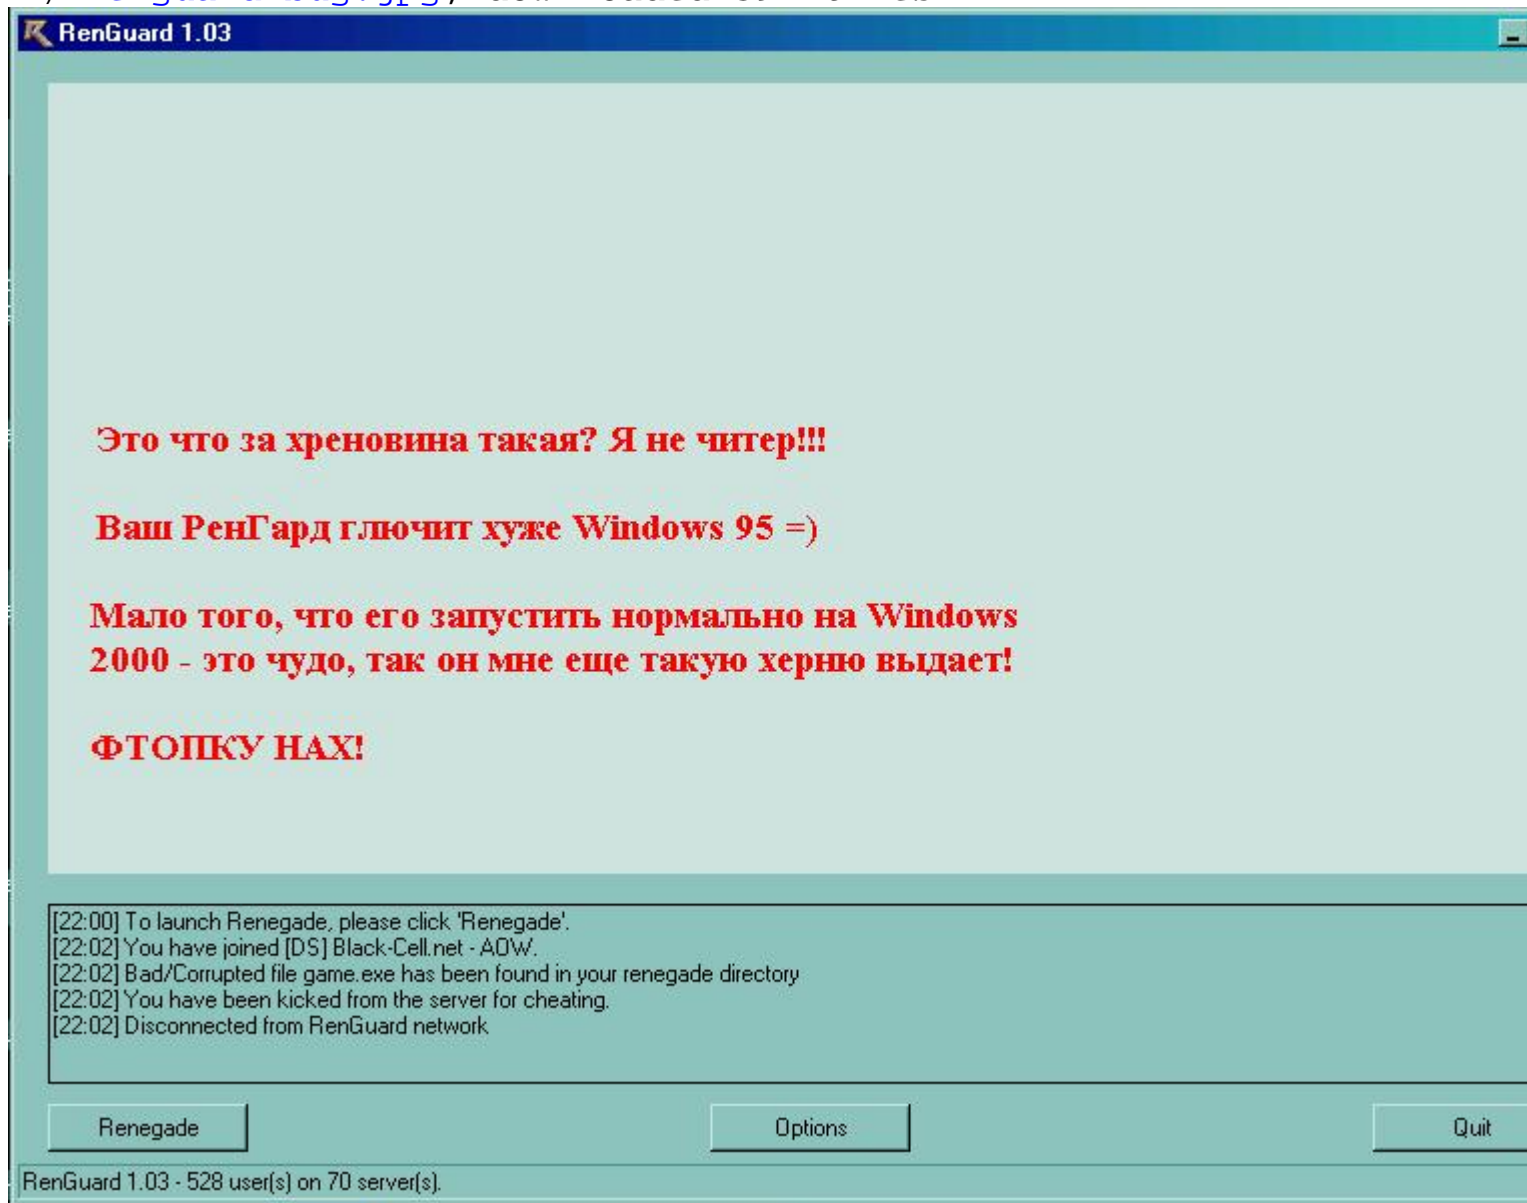 RenGuard 1.03
Это что за хреновина такая? Я не читер!!!
Ваш РенГард глючит хуже Windows 95 =)
Мало того, что его запустить нормально на Windows
2000 - это чудо, так он мне еще такую херню выдает!
ФТОПКУ НАХ!
[22:00] To launch Renegade, please click 'Renegade'.
[22:02] You have joined [DS] Black-Cell.net - AOW'.
[22:02] Bad/Corrupted file game.exe has been found in your renegade directory
[22:02] You have been kicked from the server for cheating.
[22:02] Disconnected from RenGuard network
Renegade
Options
Quit
RenGuard 1.03 - 528 user(s) on 70 server(s).